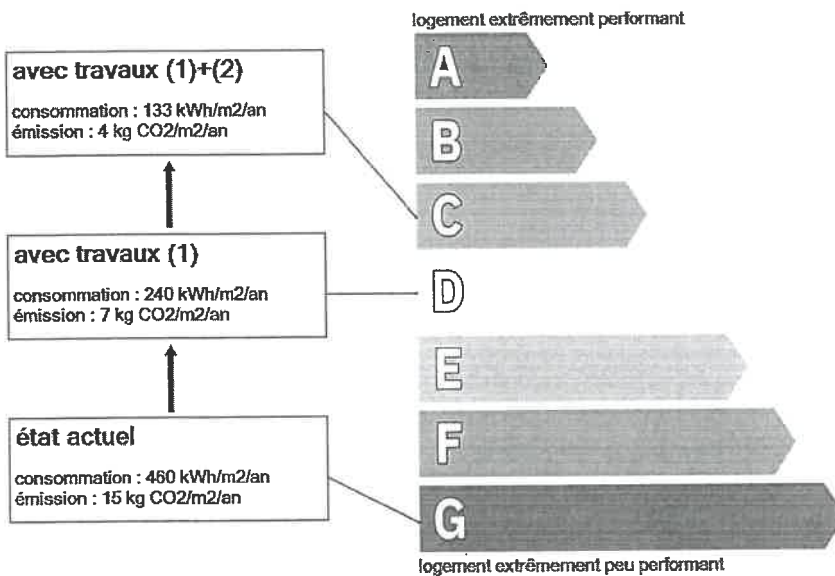 logement extrêmement performant
avec travaux (1)+(2)
consommation : 133 kWh/m2/an
émission : 4 kg CO2/m2/an
A
B
C
avec travaux (1)
consommation : 240 kWh/m2/an
émission : 7 kg CO2/m2/an
D
E
état actuel
consommation : 460 kWh/m2/an
émission : 15 kg CO2/m2/an
F
G
logement extrêmement peu performant